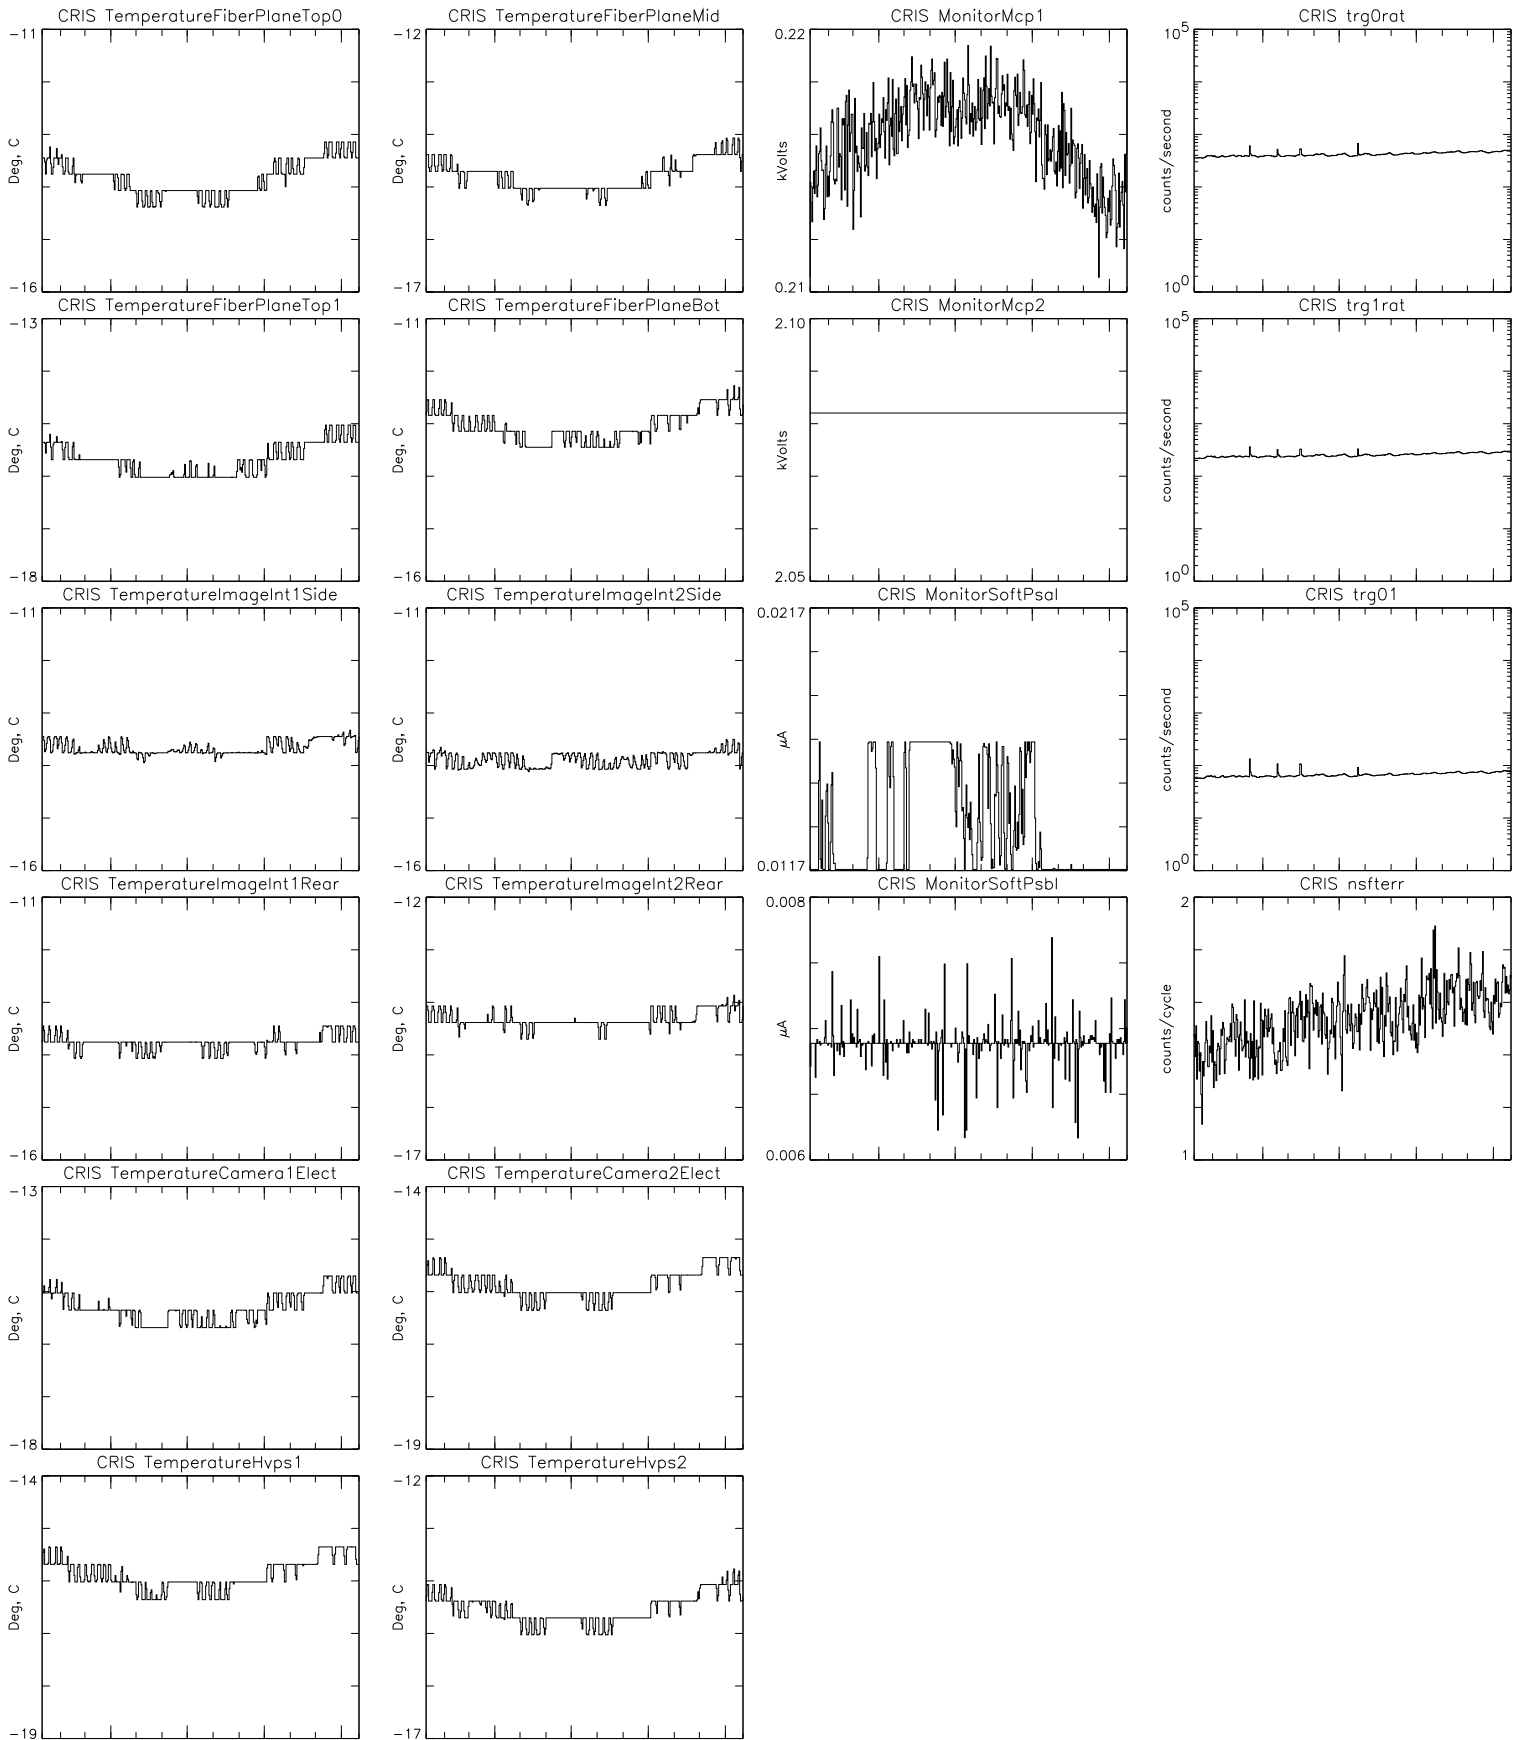 CRIS TemperatureFiberPlaneTop0
-11
Deg, C
-16
CRIS TemperatureFiberPlaneMid
-12
Deg, C
-17
CRIS MonitorMcp1
0.22
kVolts
0.21
CRIS trg0rat
10^5
counts/second
10^0
CRIS TemperatureFiberPlaneTop1
-13
Deg, C
-18
CRIS TemperatureFiberPlaneBot
-11
Deg, C
-16
CRIS MonitorMcp2
2.10
kVolts
2.05
CRIS trg1rat
10^5
counts/second
10^0
CRIS TemperatureImageInt1Side
-11
Deg, C
-16
CRIS TemperatureImageInt2Side
-11
Deg, C
-16
CRIS MonitorSoftPsaI
0.0217
μA
0.0117
CRIS trg01
10^5
counts/second
10^0
CRIS TemperatureImageInt1Rear
-11
Deg, C
-16
CRIS TemperatureImageInt2Rear
-12
Deg, C
-17
CRIS MonitorSoftPsbI
0.008
μA
0.006
CRIS nsfterr
2
counts/cycle
1
CRIS TemperatureCamera1Elect
-13
Deg, C
-18
CRIS TemperatureCamera2Elect
-14
Deg, C
-19
CRIS TemperatureHvps1
-14
Deg, C
-19
CRIS TemperatureHvps2
-12
Deg, C
-17